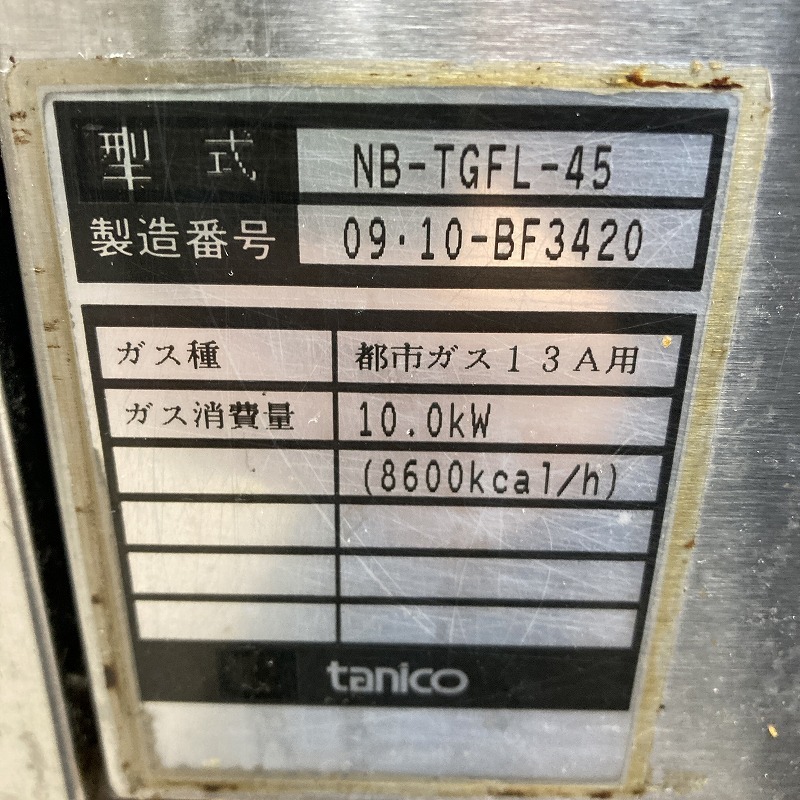 型式 NB-TGFL-45
製造番号 09・10-BF3420
ガス種 都市ガス13A用
ガス消費量 10.0kW
(8600kcal/h)
tanico